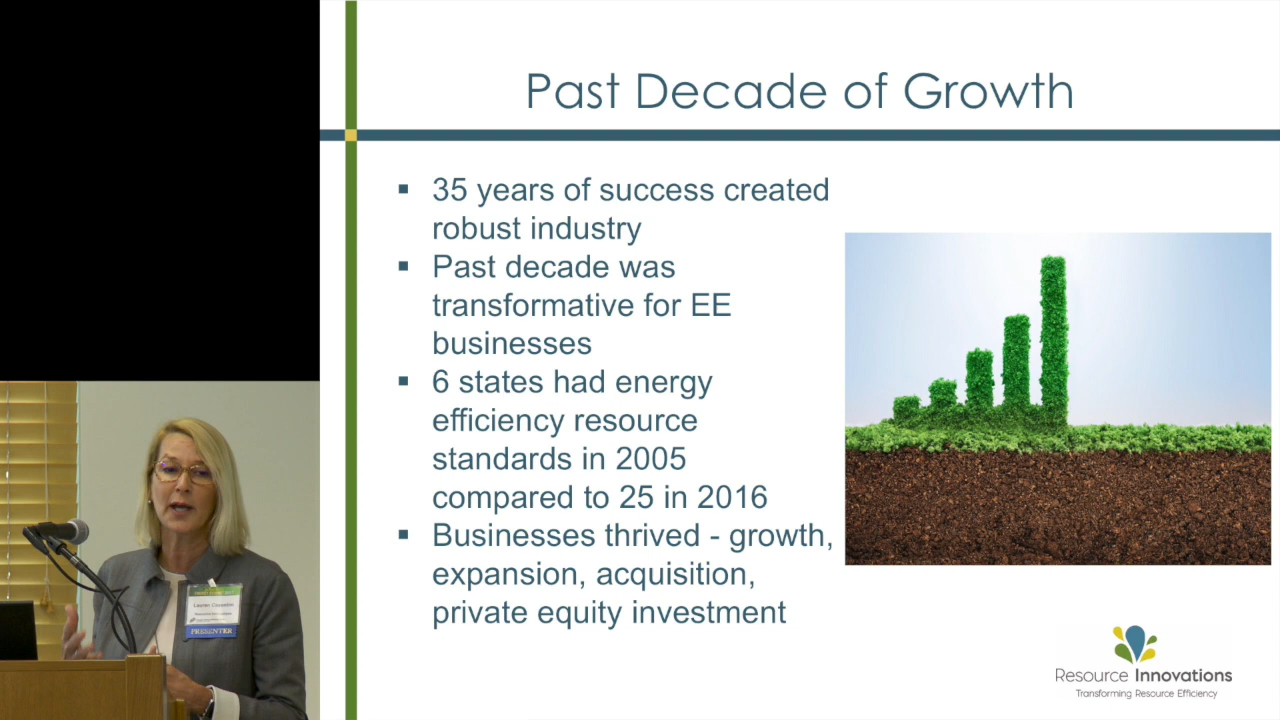 Past Decade of Growth
▪ 35 years of success created
robust industry
▪ Past decade was
transformative for EE
businesses
▪ 6 states had energy
efficiency resource
standards in 2005
compared to 25 in 2016
▪ Businesses thrived - growth,
expansion, acquisition,
private equity investment
Resource Innovations
Transforming Resource Efficiency
Lauren
PRESENTER